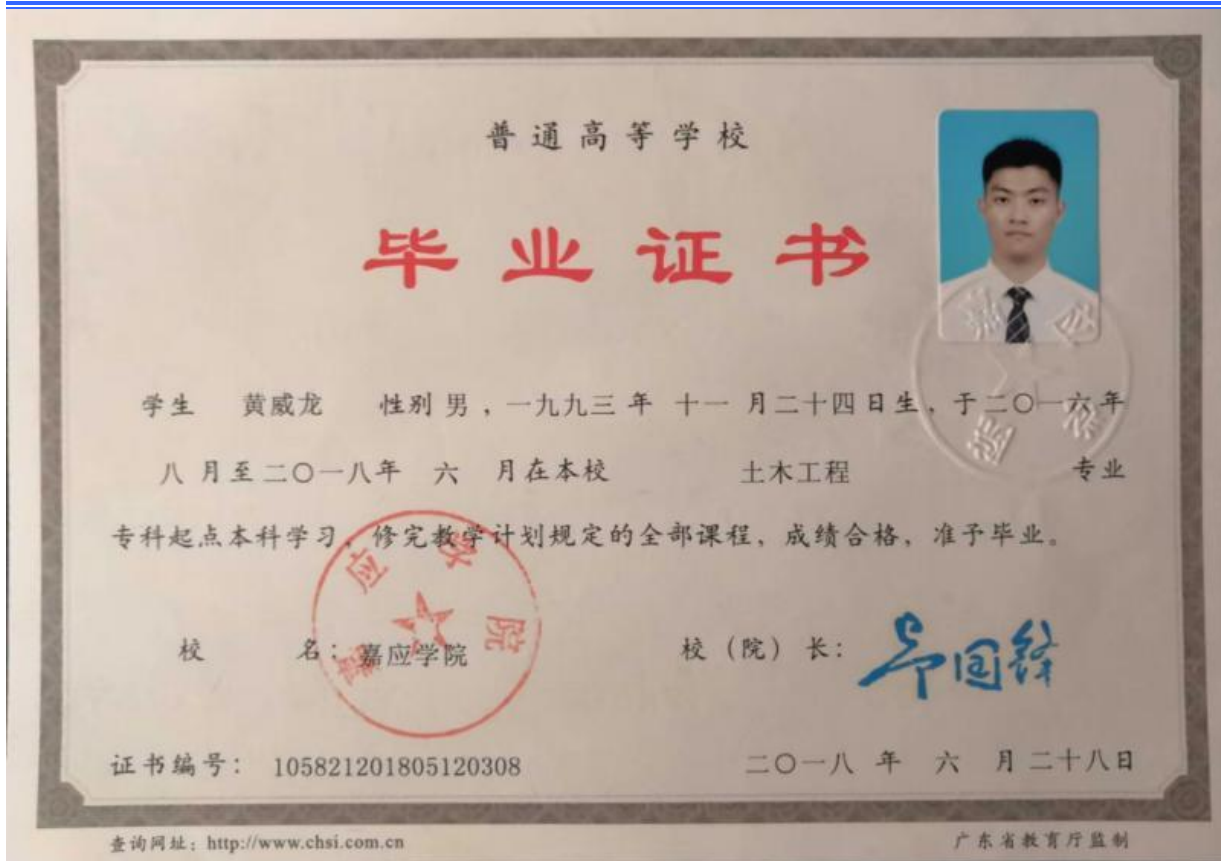 普通高等学校
毕业证书
学生 黄威龙 性别 男，一九九三 年 十一 月二十四日生，于二〇一六年
八 月至二〇一八年 六 月在本校 土木工程 专业
专科起点本科学习，修完教学计划规定的全部课程，成绩合格，准予毕业。
校 名：嘉应学院 校（院）长：
嘉应学院
证书编号： 105821201805120308 二〇一八 年 六 月二十八日
查询网址：http://www.chsi.com.cn 广东省教育厅监制